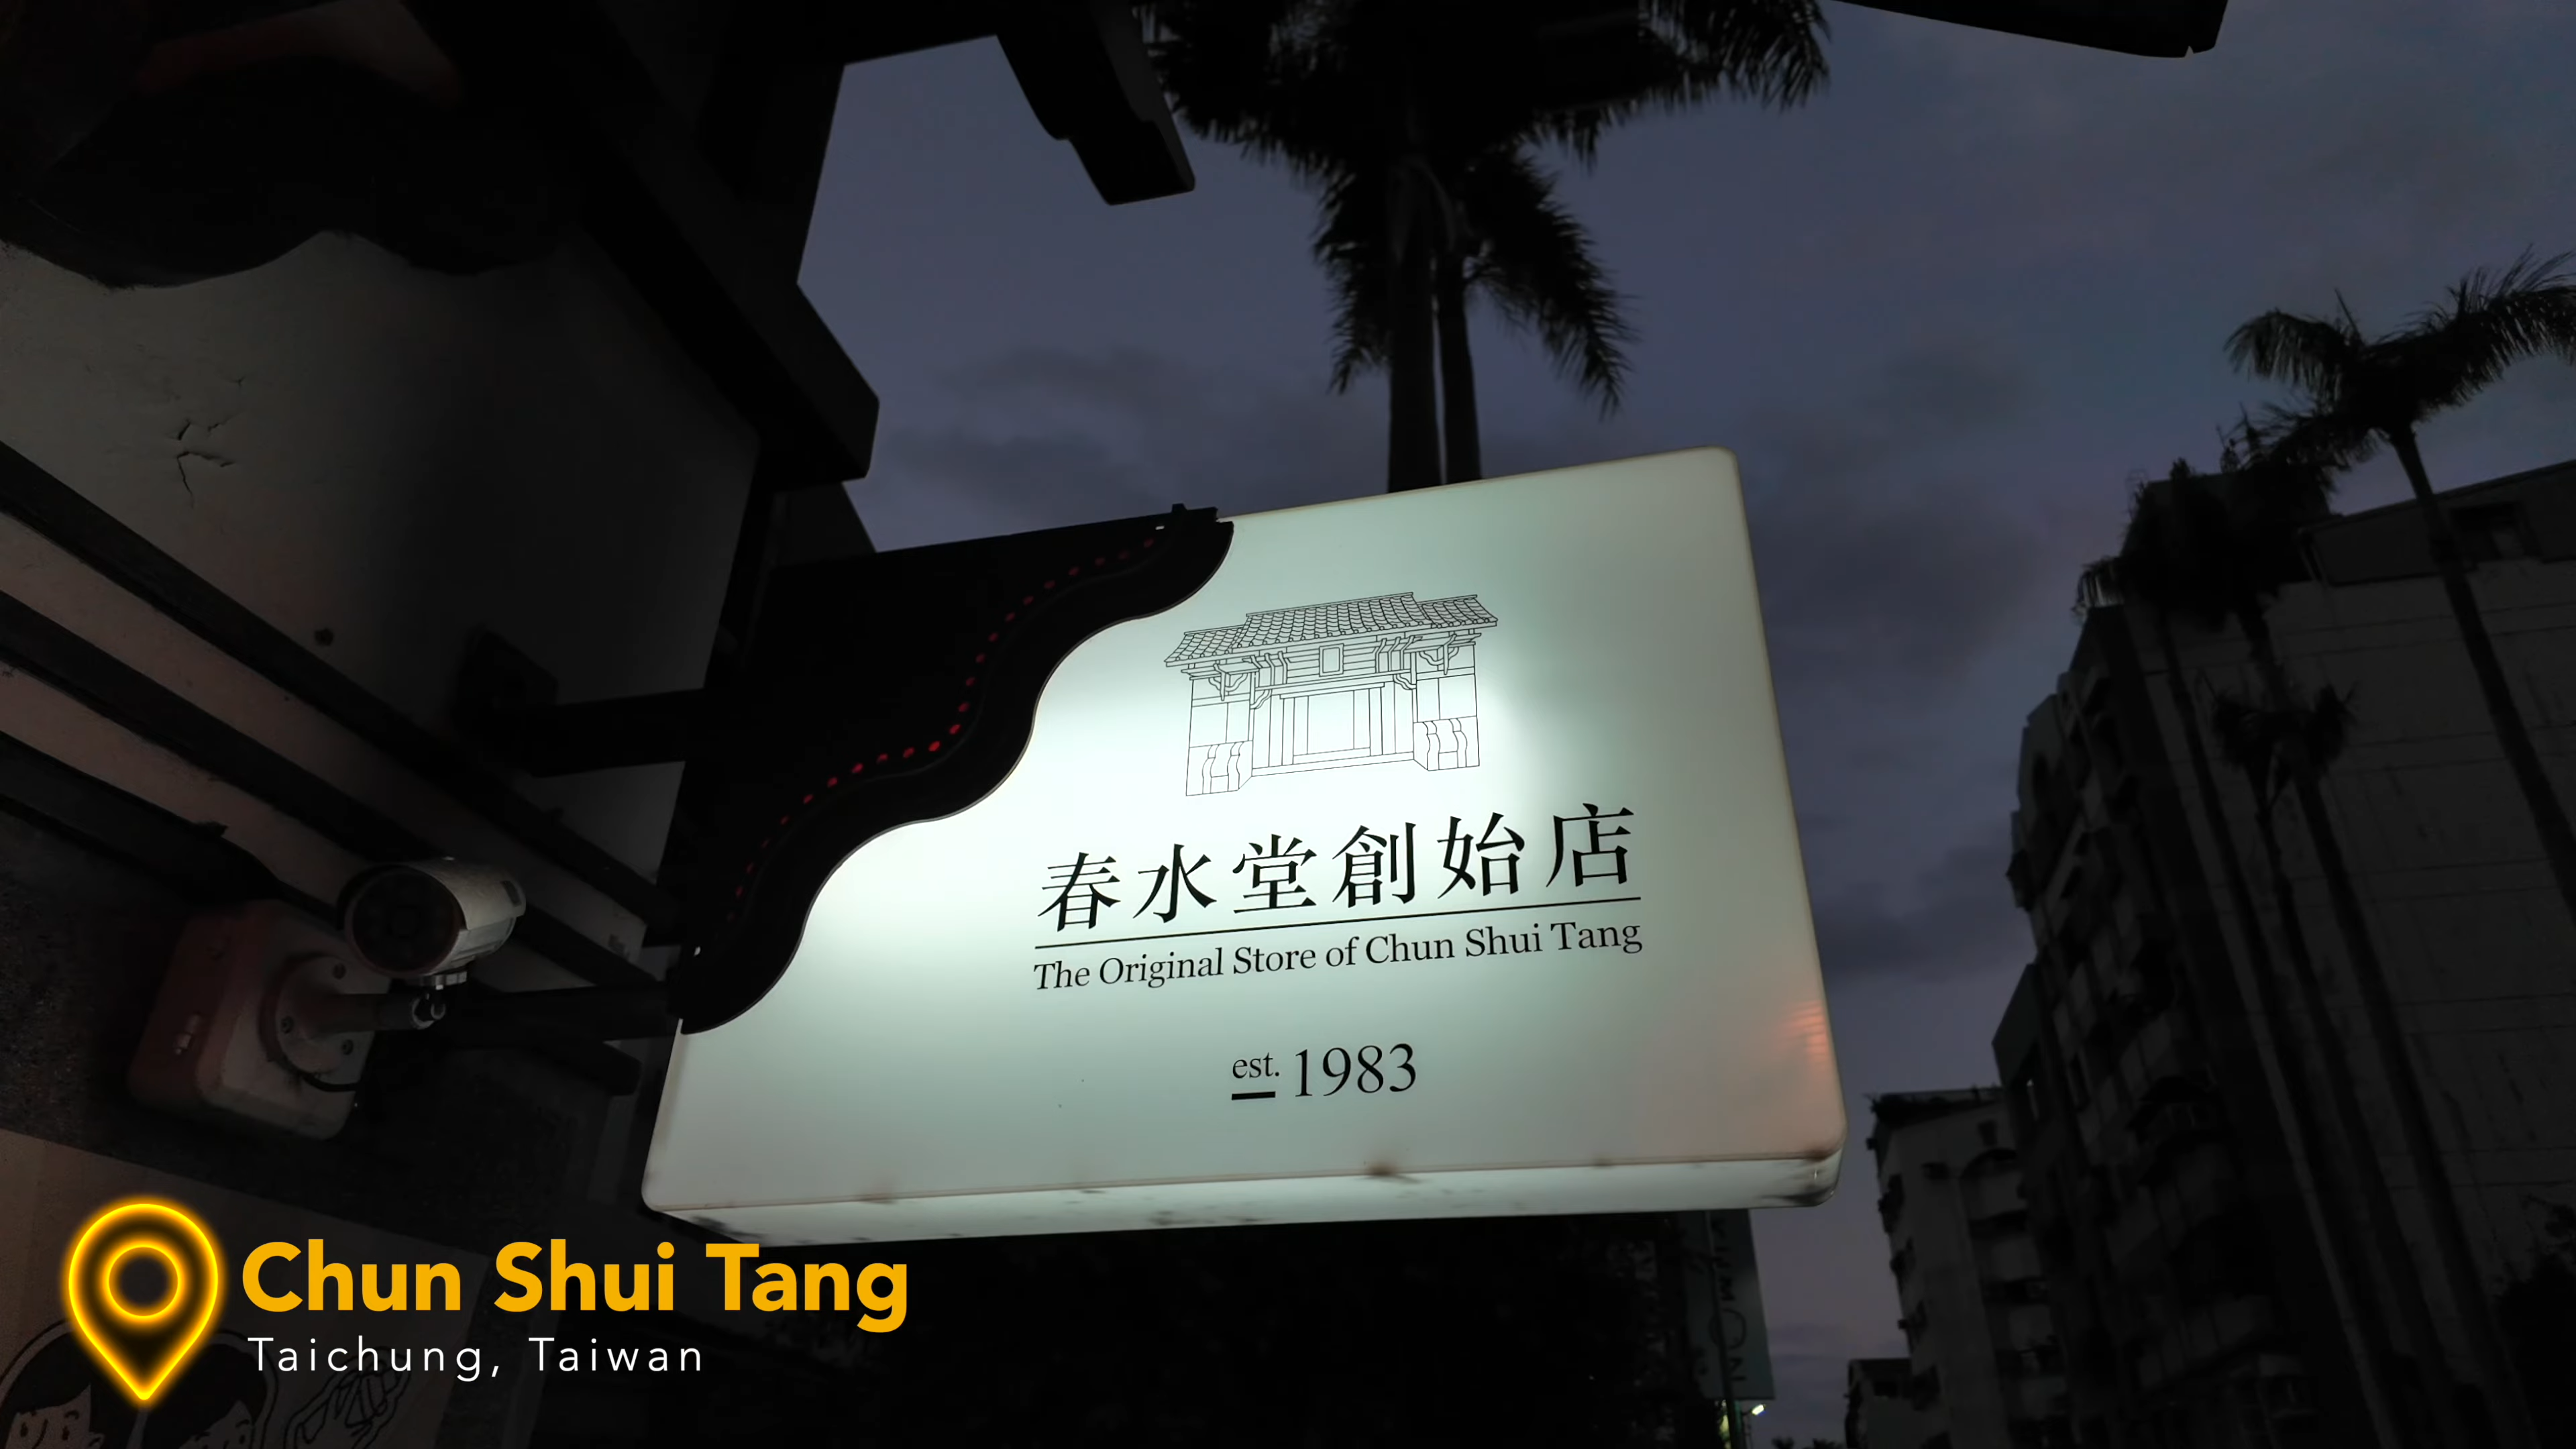 春水堂創始店
The Original Store of Chun Shui Tang
est. 1983
Chun Shui Tang
Taichung, Taiwan